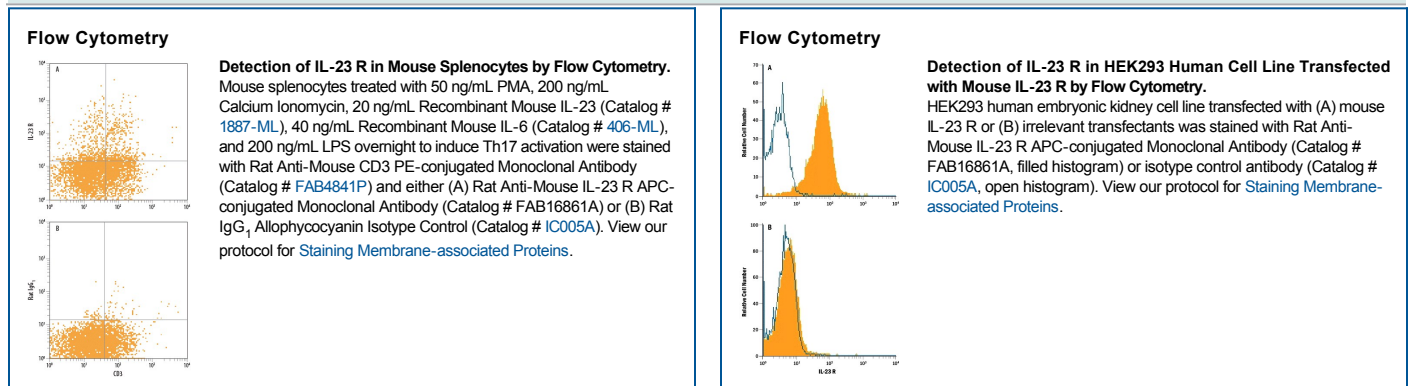 Flow Cytometry
A
IL-23 R
B
Rat IgG1
CD3
Detection of IL-23 R in Mouse Splenocytes by Flow Cytometry.
Mouse splenocytes treated with 50 ng/mL PMA, 200 ng/mL
Calcium Ionomycin, 20 ng/mL Recombinant Mouse IL-23 (Catalog #
1887-ML), 40 ng/mL Recombinant Mouse IL-6 (Catalog # 406-ML),
and 200 ng/mL LPS overnight to induce Th17 activation were stained
with Rat Anti-Mouse CD3 PE-conjugated Monoclonal Antibody
(Catalog # FAB4841P) and either (A) Rat Anti-Mouse IL-23 R APC-
conjugated Monoclonal Antibody (Catalog # FAB16861A) or (B) Rat
IgG1 Allophycocyanin Isotype Control (Catalog # IC005A). View our
protocol for Staining Membrane-associated Proteins.
Flow Cytometry
A
Relative Cell Number
B
Relative Cell Number
IL-23 R
Detection of IL-23 R in HEK293 Human Cell Line Transfected
with Mouse IL-23 R by Flow Cytometry.
HEK293 human embryonic kidney cell line transfected with (A) mouse
IL-23 R or (B) irrelevant transfectants was stained with Rat Anti-
Mouse IL-23 R APC-conjugated Monoclonal Antibody (Catalog #
FAB16861A, filled histogram) or isotype control antibody (Catalog #
IC005A, open histogram). View our protocol for Staining Membrane-
associated Proteins.